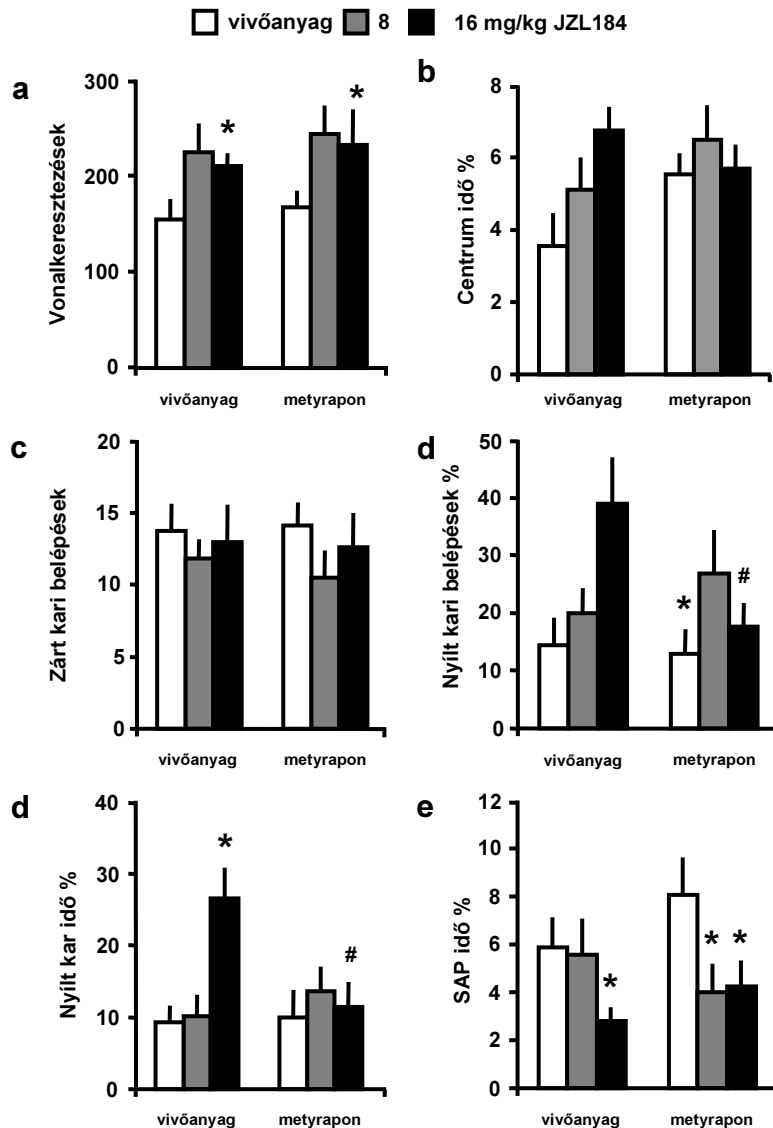 vivőanyag 8 16 mg/kg JZL184
a
Vonalkeresztezések
300
200
100
0
*
*
vivőanyag metyrapon
b
Centrum idő %
8
6
4
2
0
vivőanyag metyrapon
c
Zárt kari belépések
20
15
10
5
0
vivőanyag metyrapon
d
Nyílt kari belépések %
50
40
30
20
10
0
*
#
vivőanyag metyrapon
d
Nyílt kar idő %
40
30
20
10
0
*
#
vivőanyag metyrapon
e
SAP idő %
12
10
8
6
4
2
0
*
*
*
vivőanyag metyrapon